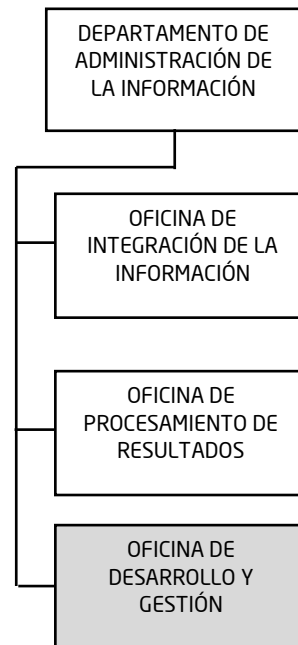 DEPARTAMENTO DE
ADMINISTRACIÓN DE
LA INFORMACIÓN
OFICINA DE
INTEGRACIÓN DE LA
INFORMACIÓN
OFICINA DE
PROCESAMIENTO DE
RESULTADOS
OFICINA DE
DESARROLLO Y
GESTIÓN